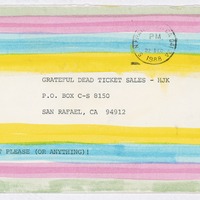 PM
1988
GRATEFUL DEAD TICKET SALES - HJK
P.O. BOX C-S 8150
SAN RAFAEL, CA 94912
PLEASE (OR ANYTHING)!